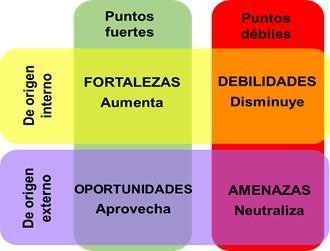 Puntos fuertes
Puntos débiles
De origen interno
FORTALEZAS
Aumenta
DEBILIDADES
Disminuye
De origen externo
OPORTUNIDADES
Aprovecha
AMENAZAS
Neutraliza